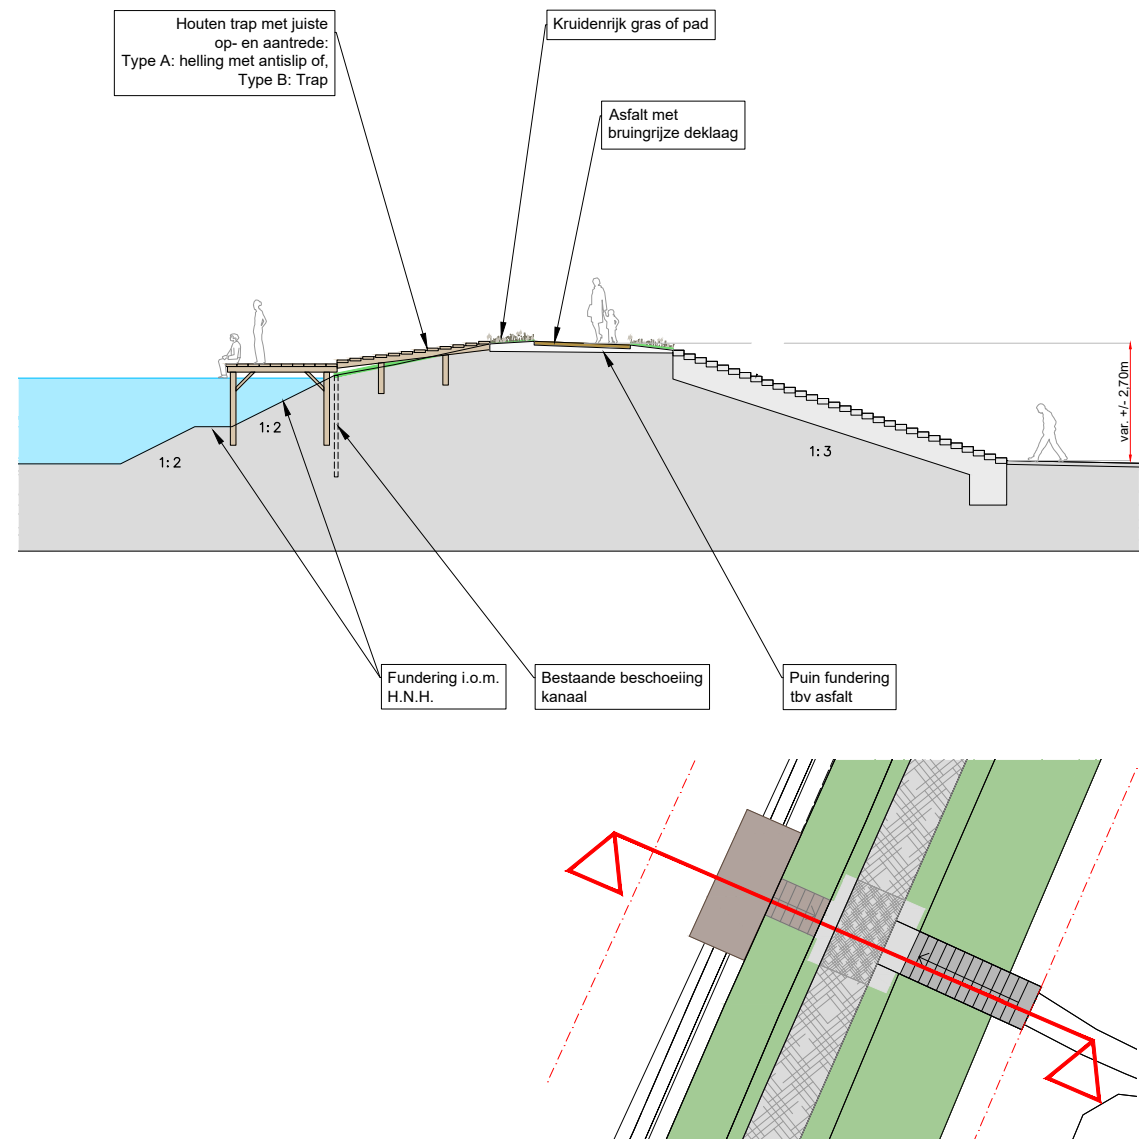 Houten trap met juiste
op- en aantrede:
Type A: helling met antislip of,
Type B: Trap
Kruidenrijk gras of pad
Asfalt met
bruingrijze deklaag
var. +/- 2,70m
1:2
1:2
1:3
Fundering i.o.m.
H.N.H.
Bestaande beschoeiing
kanaal
Puin fundering
tbv asfalt